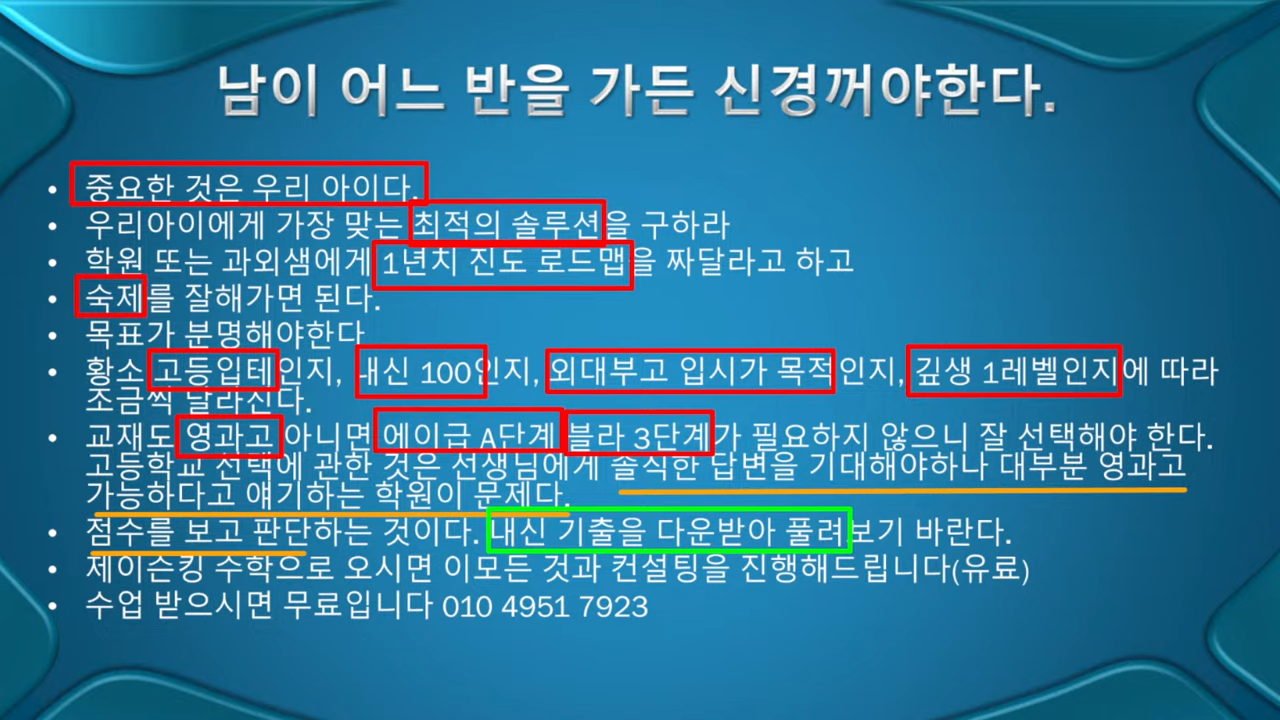 남이 어느 반을 가든 신경꺼야한다.
• 중요한 것은 우리 아이다.
• 우리아이에게 가장 맞는 최적의 솔루션을 구하라
• 학원 또는 과외샘에게 1년치 진도 로드맵을 짜달라고 하고
• 숙제를 잘해가면 된다.
• 목표가 분명해야한다
• 황소 고등입테인지, 내신 100인지, 외대부고 입시가 목적인지, 깊생 1레벨인지에 따라
조금씩 달라진다.
• 교재도 영과고 아니면 에이급 A단계 블라 3단계가 필요하지 않으니 잘 선택해야 한다.
고등학교 선택에 관한 것은 선생님에게 솔직한 답변을 기대해야하나 대부분 영과고
가능하다고 얘기하는 학원이 문제다.
• 점수를 보고 판단하는 것이다. 내신 기출을 다운받아 풀려보기 바란다.
• 제이슨킹 수학으로 오시면 이모든 것과 컨설팅을 진행해드립니다(유료)
• 수업 받으시면 무료입니다 010 4951 7923